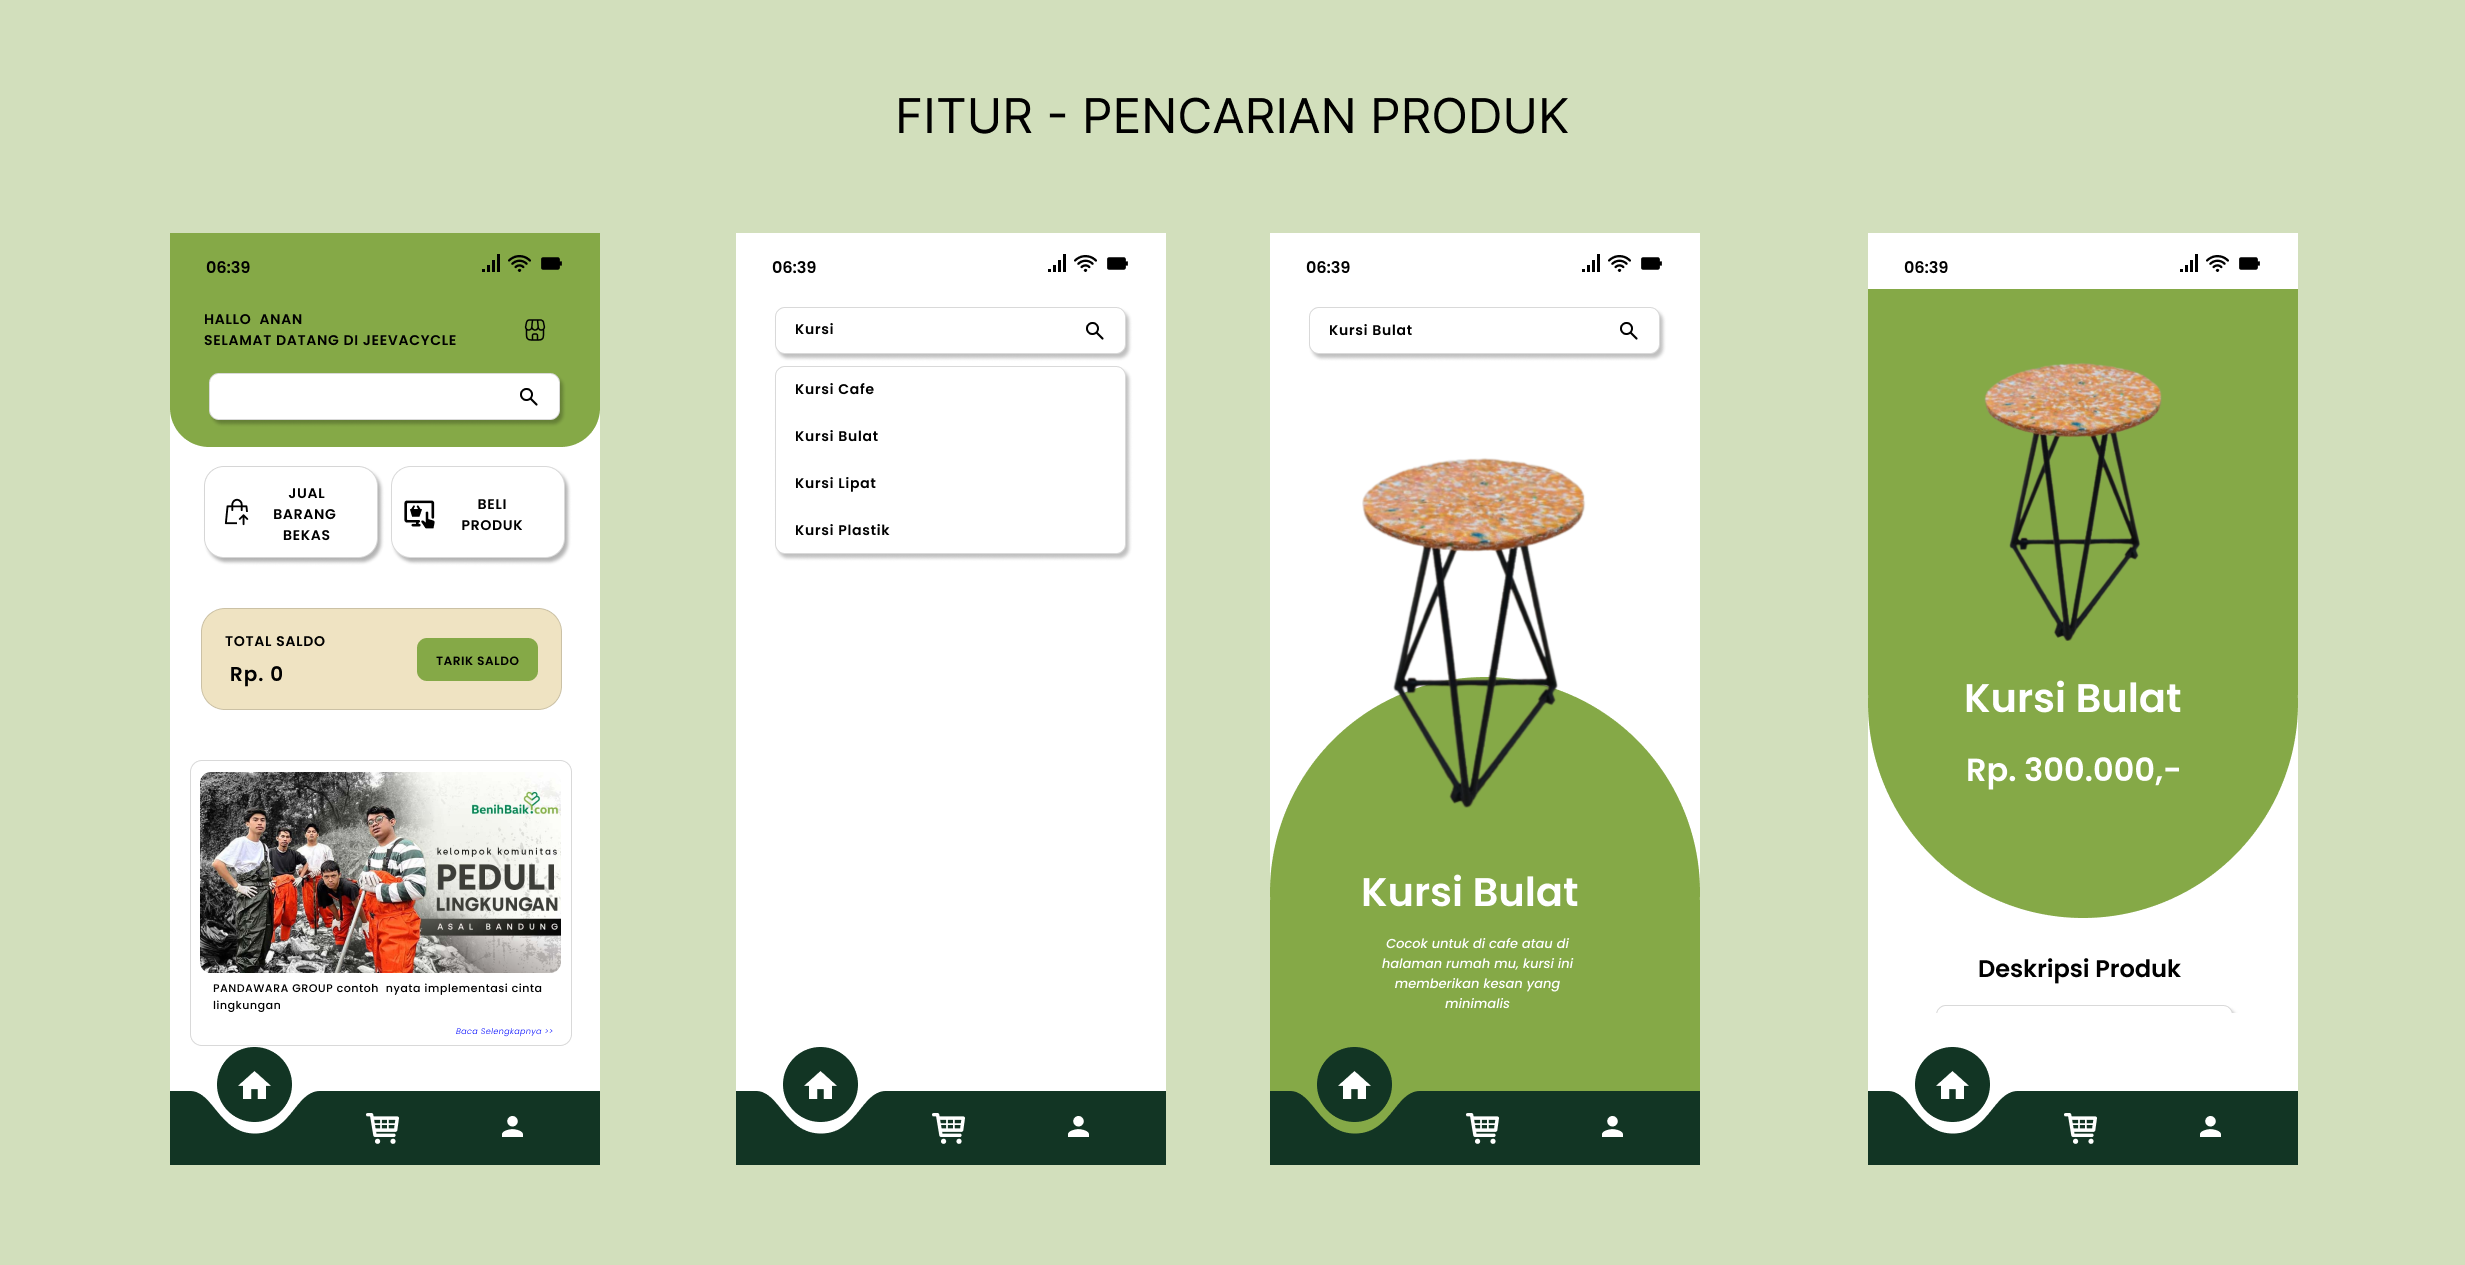 FITUR - PENCARIAN PRODUK
06:39
HALLO  ANAN
SELAMAT DATANG DI JEEVACYCLE
JUAL
BARANG
BEKAS
BELI
PRODUK
TOTAL SALDO
Rp. 0
TARIK SALDO
BenihBaik.com
kelompok komunitas
PEDULI
LINGKUNGAN
ASAL BANDUNG
PANDAWARA GROUP contoh  nyata implementasi cinta
lingkungan
Baca Selengkapnya >>
06:39
Kursi
Kursi Cafe
Kursi Bulat
Kursi Lipat
Kursi Plastik
06:39
Kursi Bulat
Kursi Bulat
Cocok untuk di cafe atau di
halaman rumah mu, kursi ini
memberikan kesan yang
minimalis
06:39
Kursi Bulat
Rp. 300.000,-
Deskripsi Produk